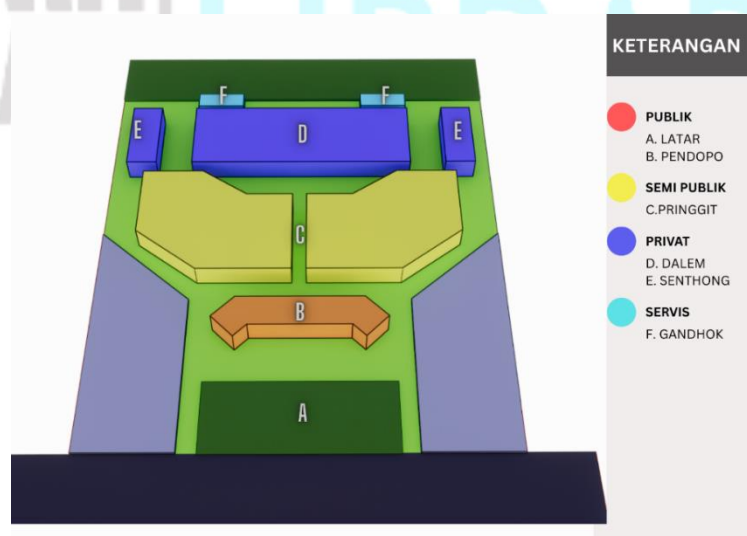 KETERANGAN
F
F
E
D
E
C
B
A
PUBLIK
A. LATAR
B. PENDOPO
SEMI PUBLIK
C.PRINGGIT
PRIVAT
D. DALEM
E. SENTHONG
SERVIS
F. GANDHOK